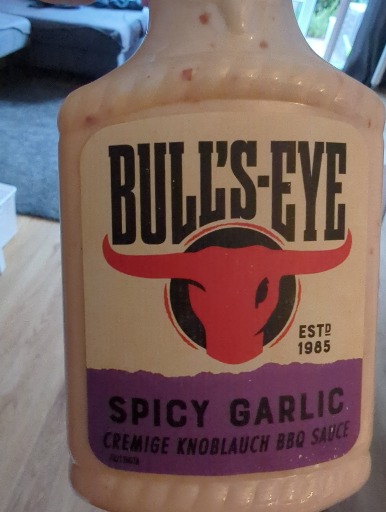 BULL'S-EYE
ESTD
1985
SPICY GARLIC
CREMIGE KNOBLAUCH BBQ SAUCE